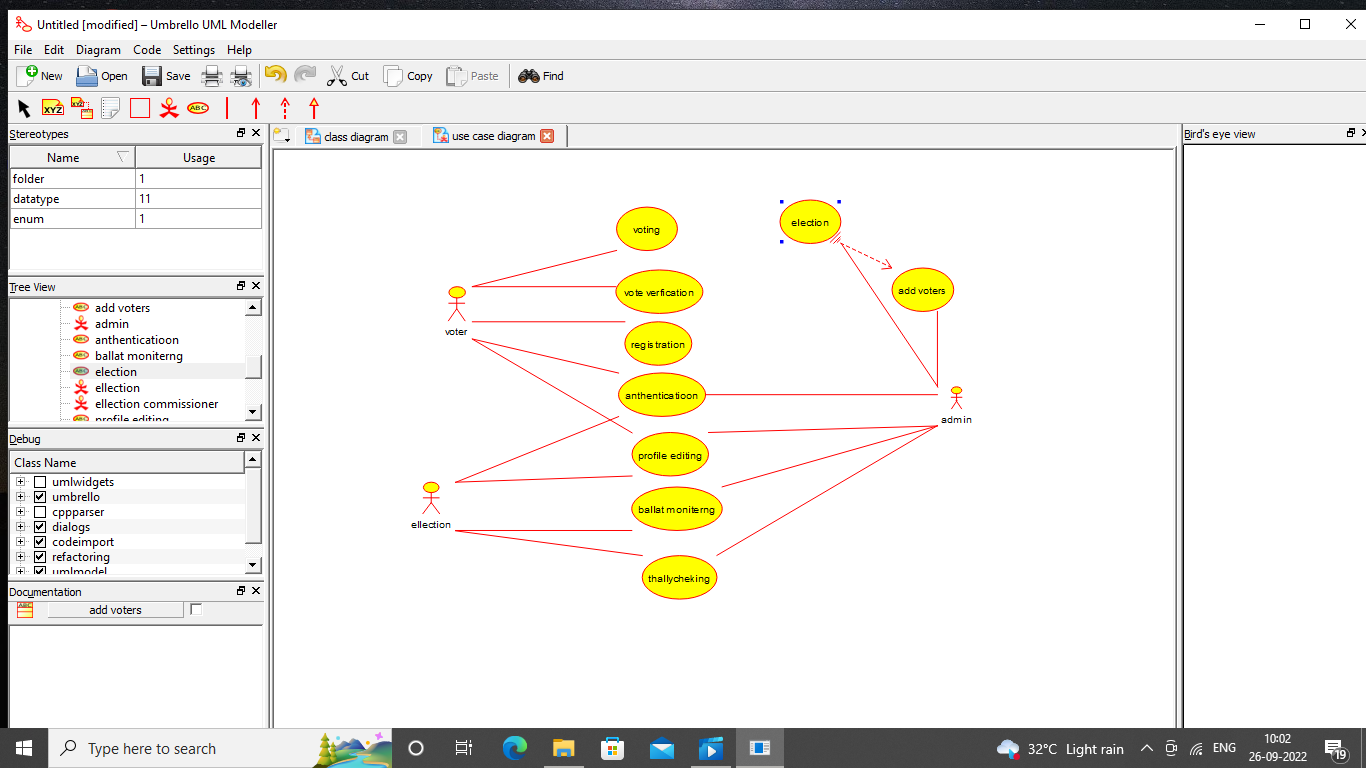 Untitled [modified] – Umbrello UML Modeller
File Edit Diagram Code Settings Help
New Open Save Cut Copy Paste Find
XYZ XYZ ABC
Stereotypes
Name Usage
folder 1
datatype 11
enum 1
Tree View
add voters
admin
anthenticatioon
ballat moniterng
election
ellection
ellection commissioner
profile editing
Debug
Class Name
umlwidgets
umbrello
cppparser
dialogs
codeimport
refactoring
umlmodel
Documentation
add voters
class diagram
use case diagram
Bird's eye view
voting
election
vote verfication
add voters
voter
registration
anthenticatioon
admin
profile editing
ballat moniterng
ellection
thallycheking
Type here to search
32°C Light rain
ENG
10:02
26-09-2022
19